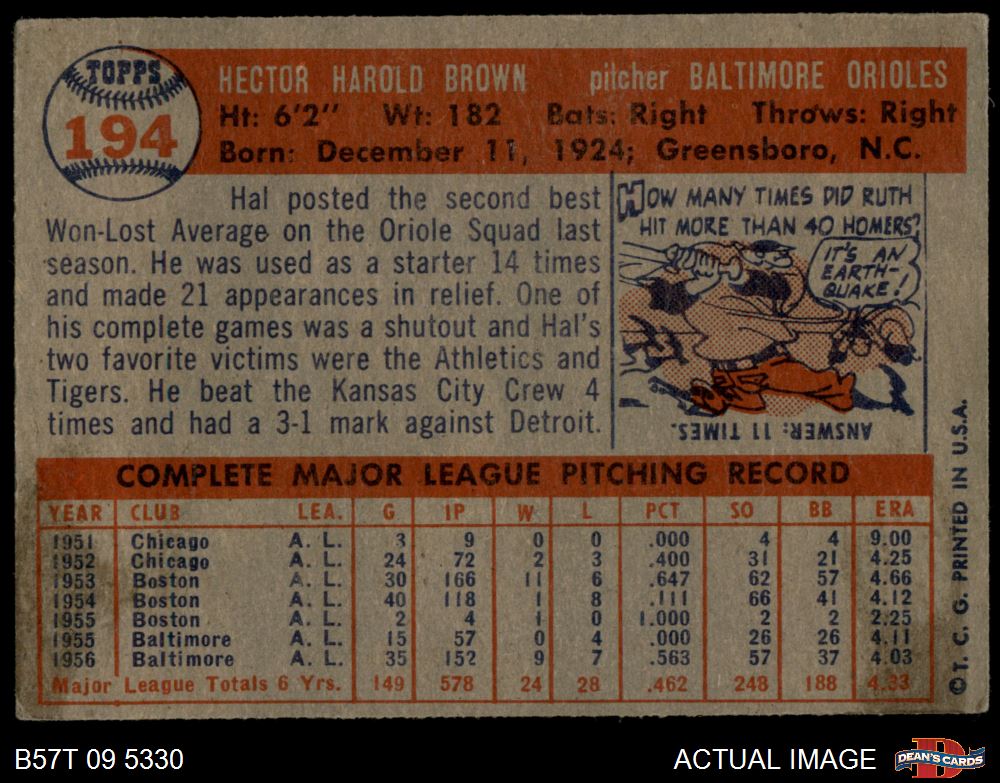 TOPPS
194
HECTOR HAROLD BROWN pitcher BALTIMORE ORIOLES
Ht: 6'2" Wt: 182 Bats: Right Throws: Right
Born: December 11, 1924; Greensboro, N.C.
Hal posted the second best
Won-Lost Average on the Oriole Squad last
season. He was used as a starter 14 times
and made 21 appearances in relief. One of
his complete games was a shutout and Hal's
two favorite victims were the Athletics and
Tigers. He beat the Kansas City Crew 4
times and had a 3-1 mark against Detroit.
HOW MANY TIMES DID RUTH
HIT MORE THAN 40 HOMERS?
IT'S AN
EARTH-
QUAKE!
ANSWER: 11 TIMES.
COMPLETE MAJOR LEAGUE PITCHING RECORD
YEAR CLUB LEA. G IP W L PCT SO BB ERA
1951 Chicago A. L. 3 9 0 0 .000 4 4 9.00
1952 Chicago A. L. 24 72 2 3 .400 31 21 4.25
1953 Boston A. L. 30 166 11 6 .647 62 57 4.66
1954 Boston A. L. 40 118 1 8 .111 66 41 4.12
1955 Boston A. L. 2 4 1 0 1.000 2 2 2.25
1955 Baltimore A. L. 15 57 0 4 .000 26 26 4.11
1956 Baltimore A. L. 35 152 9 7 .563 57 37 4.03
Major League Totals 6 Yrs. 149 578 24 28 .462 248 188 4.33
© T. C. G. PRINTED IN U.S.A.
B57T 09 5330
ACTUAL IMAGE
DEAN'S CARDS